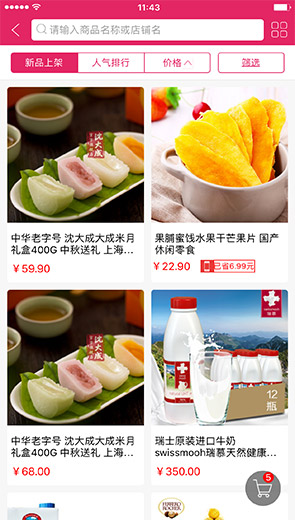 11:43
请输入商品名称或店铺名
新品上架
人气排行
价格
筛选
沈大成
中华老字号 沈大成大成米月
礼盒400G 中秋送礼 上海...
¥59.90
果脯蜜饯水果干芒果片 国产
休闲零食
¥22.90
已省6.99元
沈大成
中华老字号 沈大成大成米月
礼盒400G 中秋送礼 上海...
¥68.00
12
瓶
瑞士原装进口牛奶
swissmooh瑞慕天然健康...
¥350.00
5
FERRERO
ROCHER